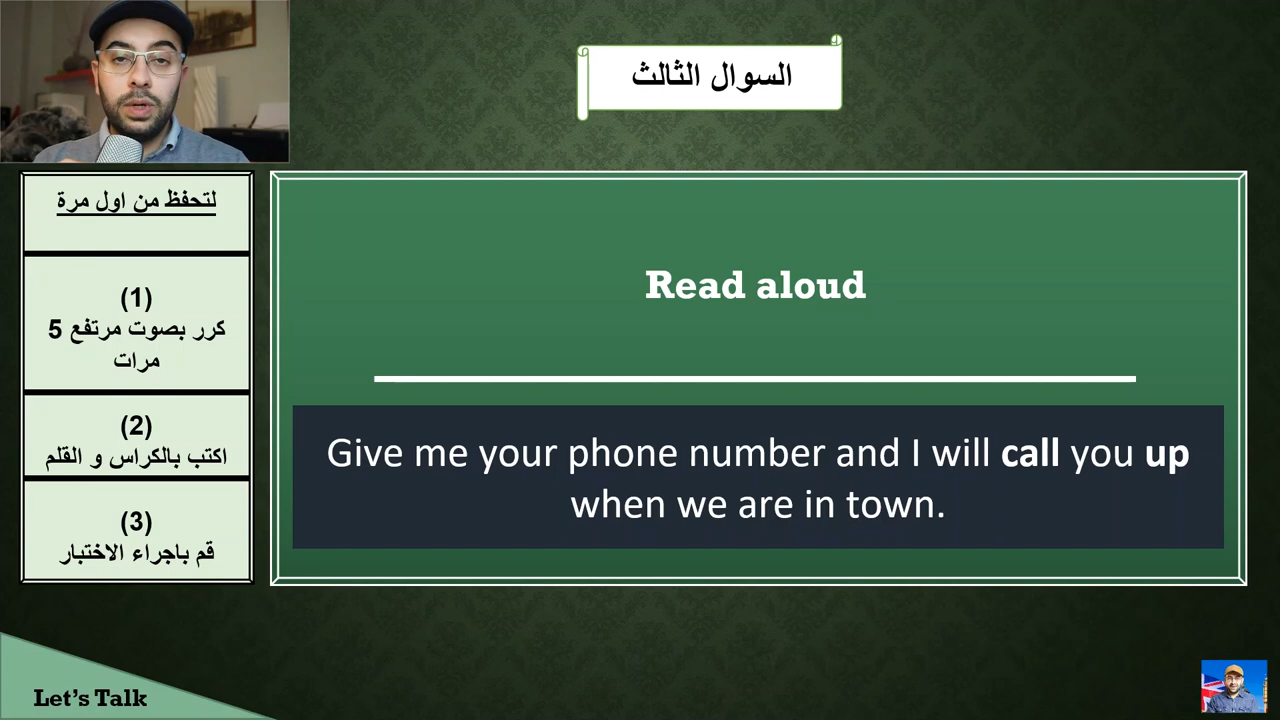 السوال الثالث
لتحفظ من اول مرة
(1)
كرر بصوت مرتفع 5
مرات
(2)
اكتب بالكراس و القلم
(3)
قم باجراء الاختبار
Read aloud
Give me your phone number and I will call you up
when we are in town.
Let’s Talk